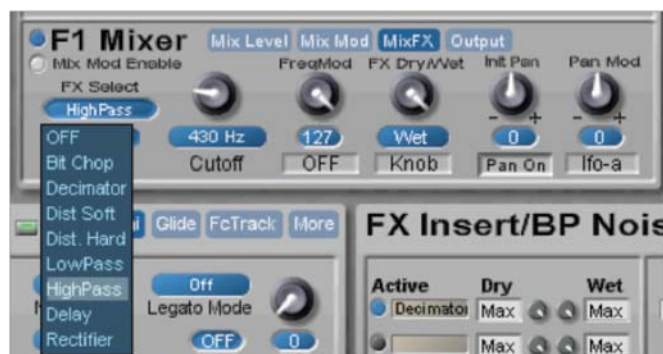 F1 Mixer Mix Level Mix Mod MixFX Output
Mix Mod Enable FreqMod FX Dry/Wet Init Pan Pan Mod
FX Select
HighPass
- + - +
430 Hz 127 Wet 0 0
Cutoff OFF Knob Pan On lfo-a
OFF
Bit Chop
Decimator
Dist Soft
Dist. Hard
LowPass
HighPass
Delay
Rectifier
Glide FcTrack More
Off
Legato Mode
OFF 0
FX Insert/BP
Active Dry Wet
Decimator Max Max
Max Max